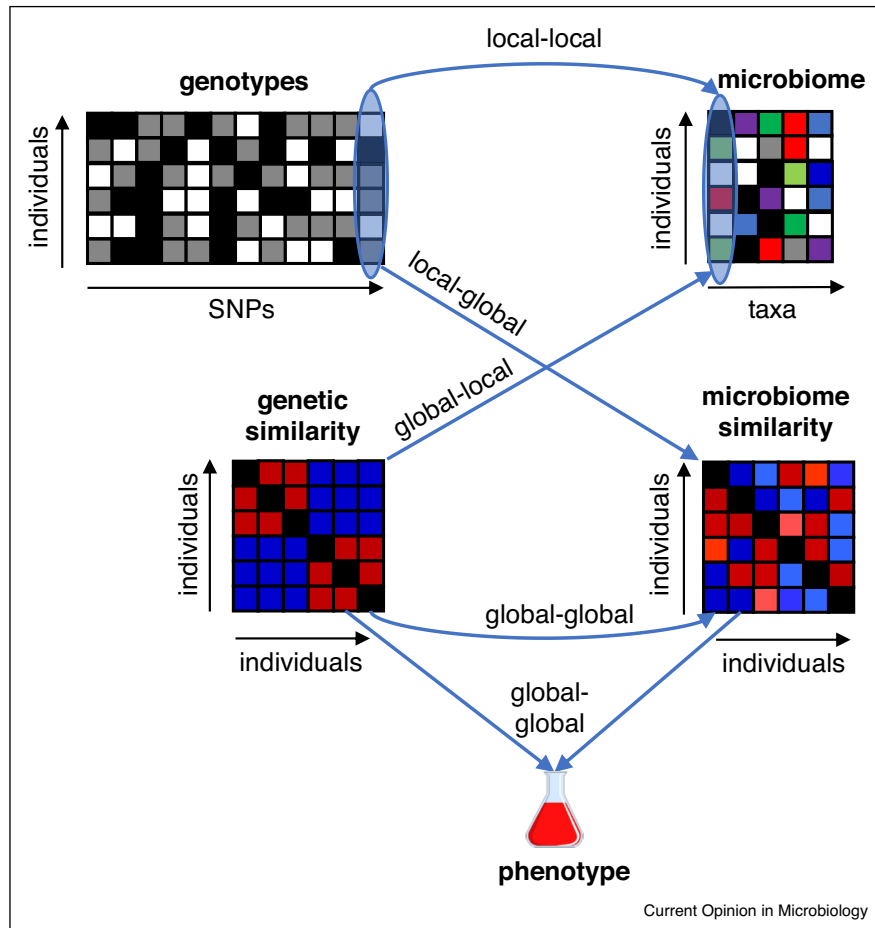 local-local
genotypes
microbiome
individuals
individuals
SNPs
taxa
local-global
global-local
genetic
similarity
microbiome
similarity
individuals
individuals
global-global
individuals
individuals
global-
global
phenotype
Current Opinion in Microbiology